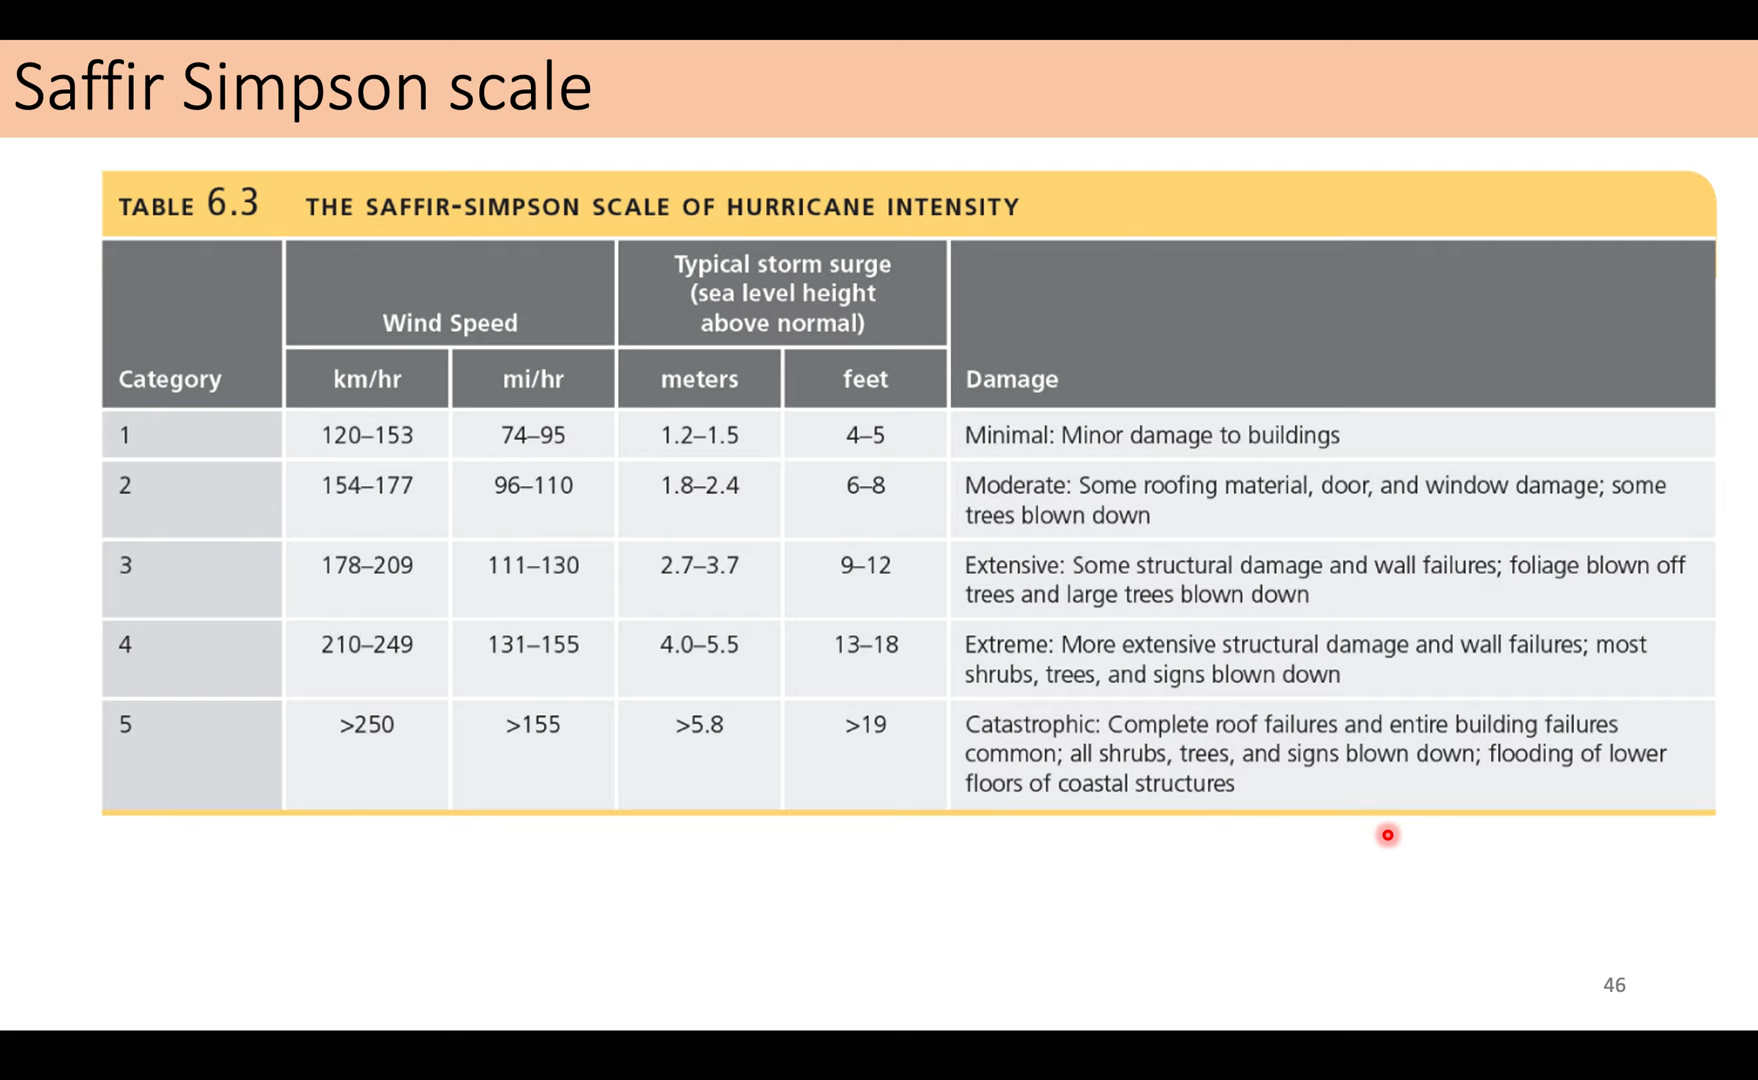 Saffir Simpson scale
TABLE 6.3 THE SAFFIR-SIMPSON SCALE OF HURRICANE INTENSITY
Typical storm surge
(sea level height
Wind Speed above normal)
Category km/hr mi/hr meters feet Damage
1 120–153 74–95 1.2–1.5 4–5 Minimal: Minor damage to buildings
2 154–177 96–110 1.8–2.4 6–8 Moderate: Some roofing material, door, and window damage; some
trees blown down
3 178–209 111–130 2.7–3.7 9–12 Extensive: Some structural damage and wall failures; foliage blown off
trees and large trees blown down
4 210–249 131–155 4.0–5.5 13–18 Extreme: More extensive structural damage and wall failures; most
shrubs, trees, and signs blown down
5 >250 >155 >5.8 >19 Catastrophic: Complete roof failures and entire building failures
common; all shrubs, trees, and signs blown down; flooding of lower
floors of coastal structures
46